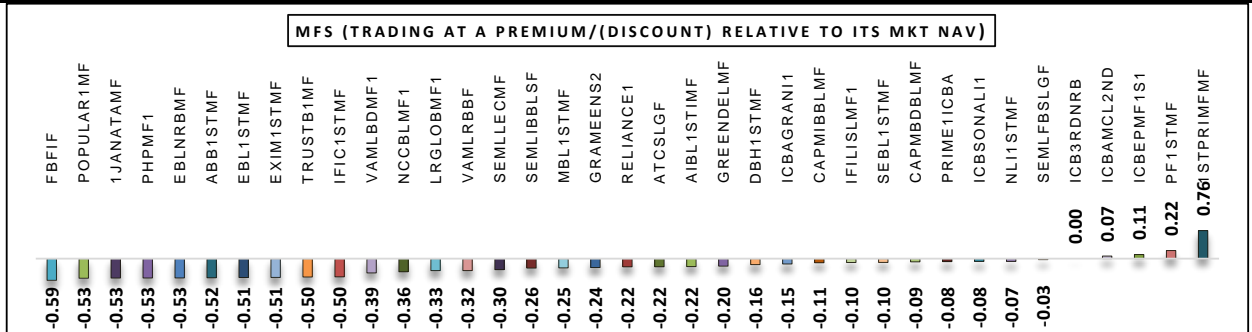 MFS (TRADING AT A PREMIUM/(DISCOUNT) RELATIVE TO ITS MKT NAV)
FBFIF
POPULAR1MF
1JANATAMF
PHPMF1
EBLNRBMF
ABB1STMF
EBL1STMF
EXIM1STMF
TRUSTB1MF
IFIC1STMF
VAMLBDMF1
NCCBLMF1
LRGLOBMF1
VAMLRBBF
SEMLLECMF
SEMLIBBLSF
MBL1STMF
GRAMEENS2
RELIANCE1
ATCSLGF
AIBL1STIMF
GREENDELMF
DBH1STMF
ICBAGRANI1
CAPMIBBLMF
IFILISLMF1
SEBL1STMF
CAPMBDBLMF
PRIME1ICBA
ICBSONALI1
NLI1STMF
SEMLFBSLGF
ICB3RDNRB
ICBAMCL2ND
ICBEPMF1S1
PF1STMF
1STPRIMFMF
-0.59
-0.53
-0.53
-0.53
-0.53
-0.52
-0.51
-0.51
-0.50
-0.50
-0.39
-0.36
-0.33
-0.32
-0.30
-0.26
-0.25
-0.24
-0.22
-0.22
-0.22
-0.20
-0.16
-0.15
-0.11
-0.10
-0.10
-0.09
-0.08
-0.08
-0.07
-0.03
0.00
0.07
0.11
0.22
0.76